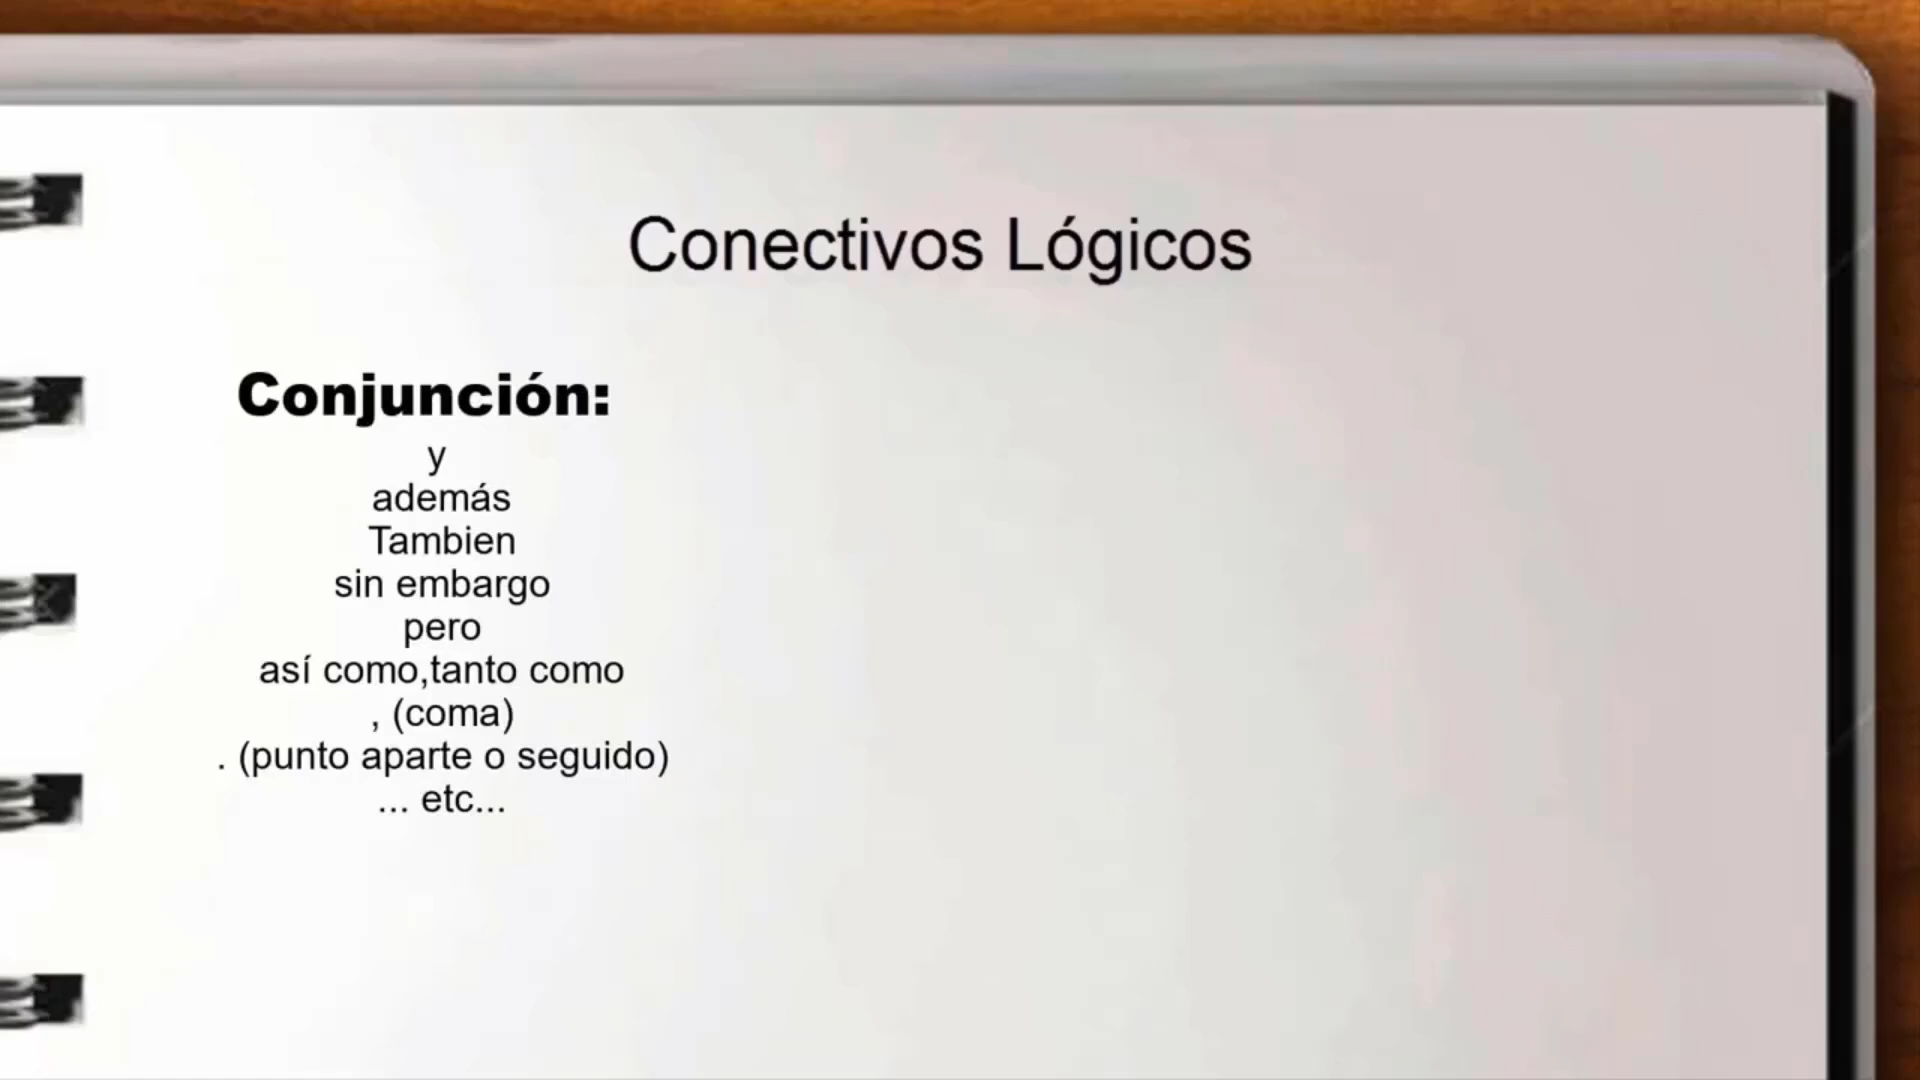 Conectivos Lógicos
Conjunción:
y
además
Tambien
sin embargo
pero
así como,tanto como
, (coma)
. (punto aparte o seguido)
... etc...